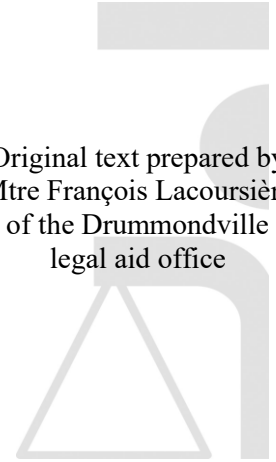 Original text prepared by
Mtre François Lacoursièr
of the Drummondville
legal aid office